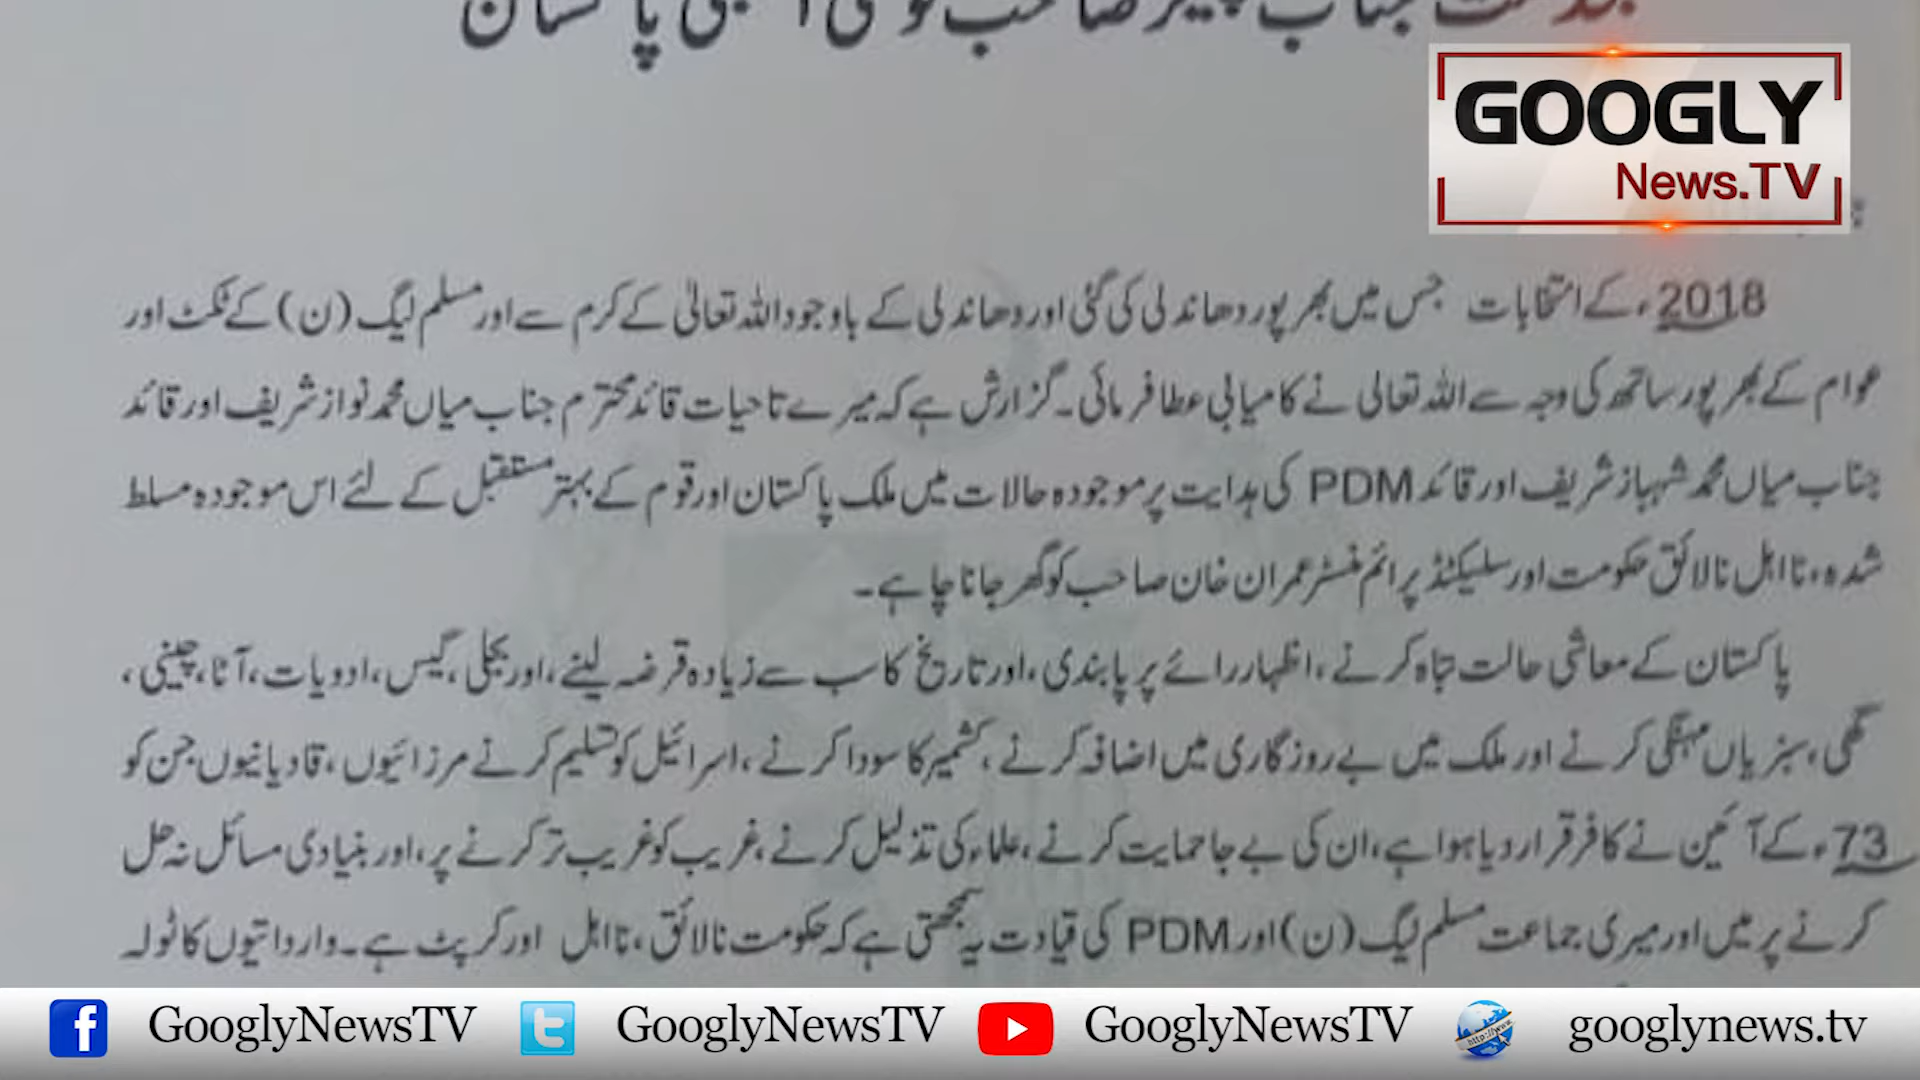 بخدمت جناب سپیکر صاحب قومی اسمبلی پاکستان
GOOGLY
News.TV
2018ء کے انتخابات جس میں بھرپور دھاندلی کی گئی اور دھاندلی کے باوجود اللہ تعالیٰ کے کرم سے اور مسلم لیگ (ن) کے ٹکٹ اور
عوام کے بھرپور ساتھ کی وجہ سے اللہ تعالی نے کامیابی عطا فرمائی۔ گزارش ہے کہ میرے تاحیات قائد محترم جناب میاں محمد نواز شریف اور قائد
جناب میاں محمد شہباز شریف اور قائد PDM کی ہدایت پر موجودہ حالات میں ملک پاکستان اور قوم کے بہتر مستقبل کے لئے اس موجودہ مسلط
شدہ، نااہل نالائق حکومت اور سلیکٹڈ پرائم منسٹر عمران خان صاحب کو گھر جانا چاہے۔
پاکستان کے معاشی حالت تباہ کرنے، اظہار رائے پر پابندی، اور تاریخ کا سب سے زیادہ قرضہ لینے، اور بجلی، گیس، ادویات، آٹا، چینی،
گھی، سبزیاں مہنگی کرنے اور ملک میں بے روزگاری میں اضافہ کرنے، کشمیر کا سودا کرنے، اسرائیل کو تسلیم کرنے مرزائیوں، قادیانیوں جن کو
73ء کے آئین نے کافر قرار دیا ہوا ہے، ان کی بے جا حمایت کرنے، علماء کی تذلیل کرنے، غریب کو غریب تر کرنے پر، اور بنیادی مسائل نہ حل
کرنے پر میں اور میری جماعت مسلم لیگ (ن) اور PDM کی قیادت یہ سمجھتی ہے کہ حکومت نالائق، نااہل اور کرپٹ ہے۔ وارداتیوں کا ٹولہ
GooglyNewsTV GooglyNewsTV GooglyNewsTV googlynews.tv